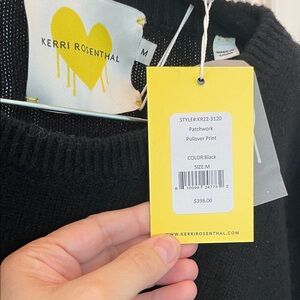 KERRI ROSENTHAL
M
STYLE#:KR22-3120
Patchwork
Pullover Print
COLOR:Black
SIZE:M
$398.00
WWW.KERRIROSENTHAL.COM